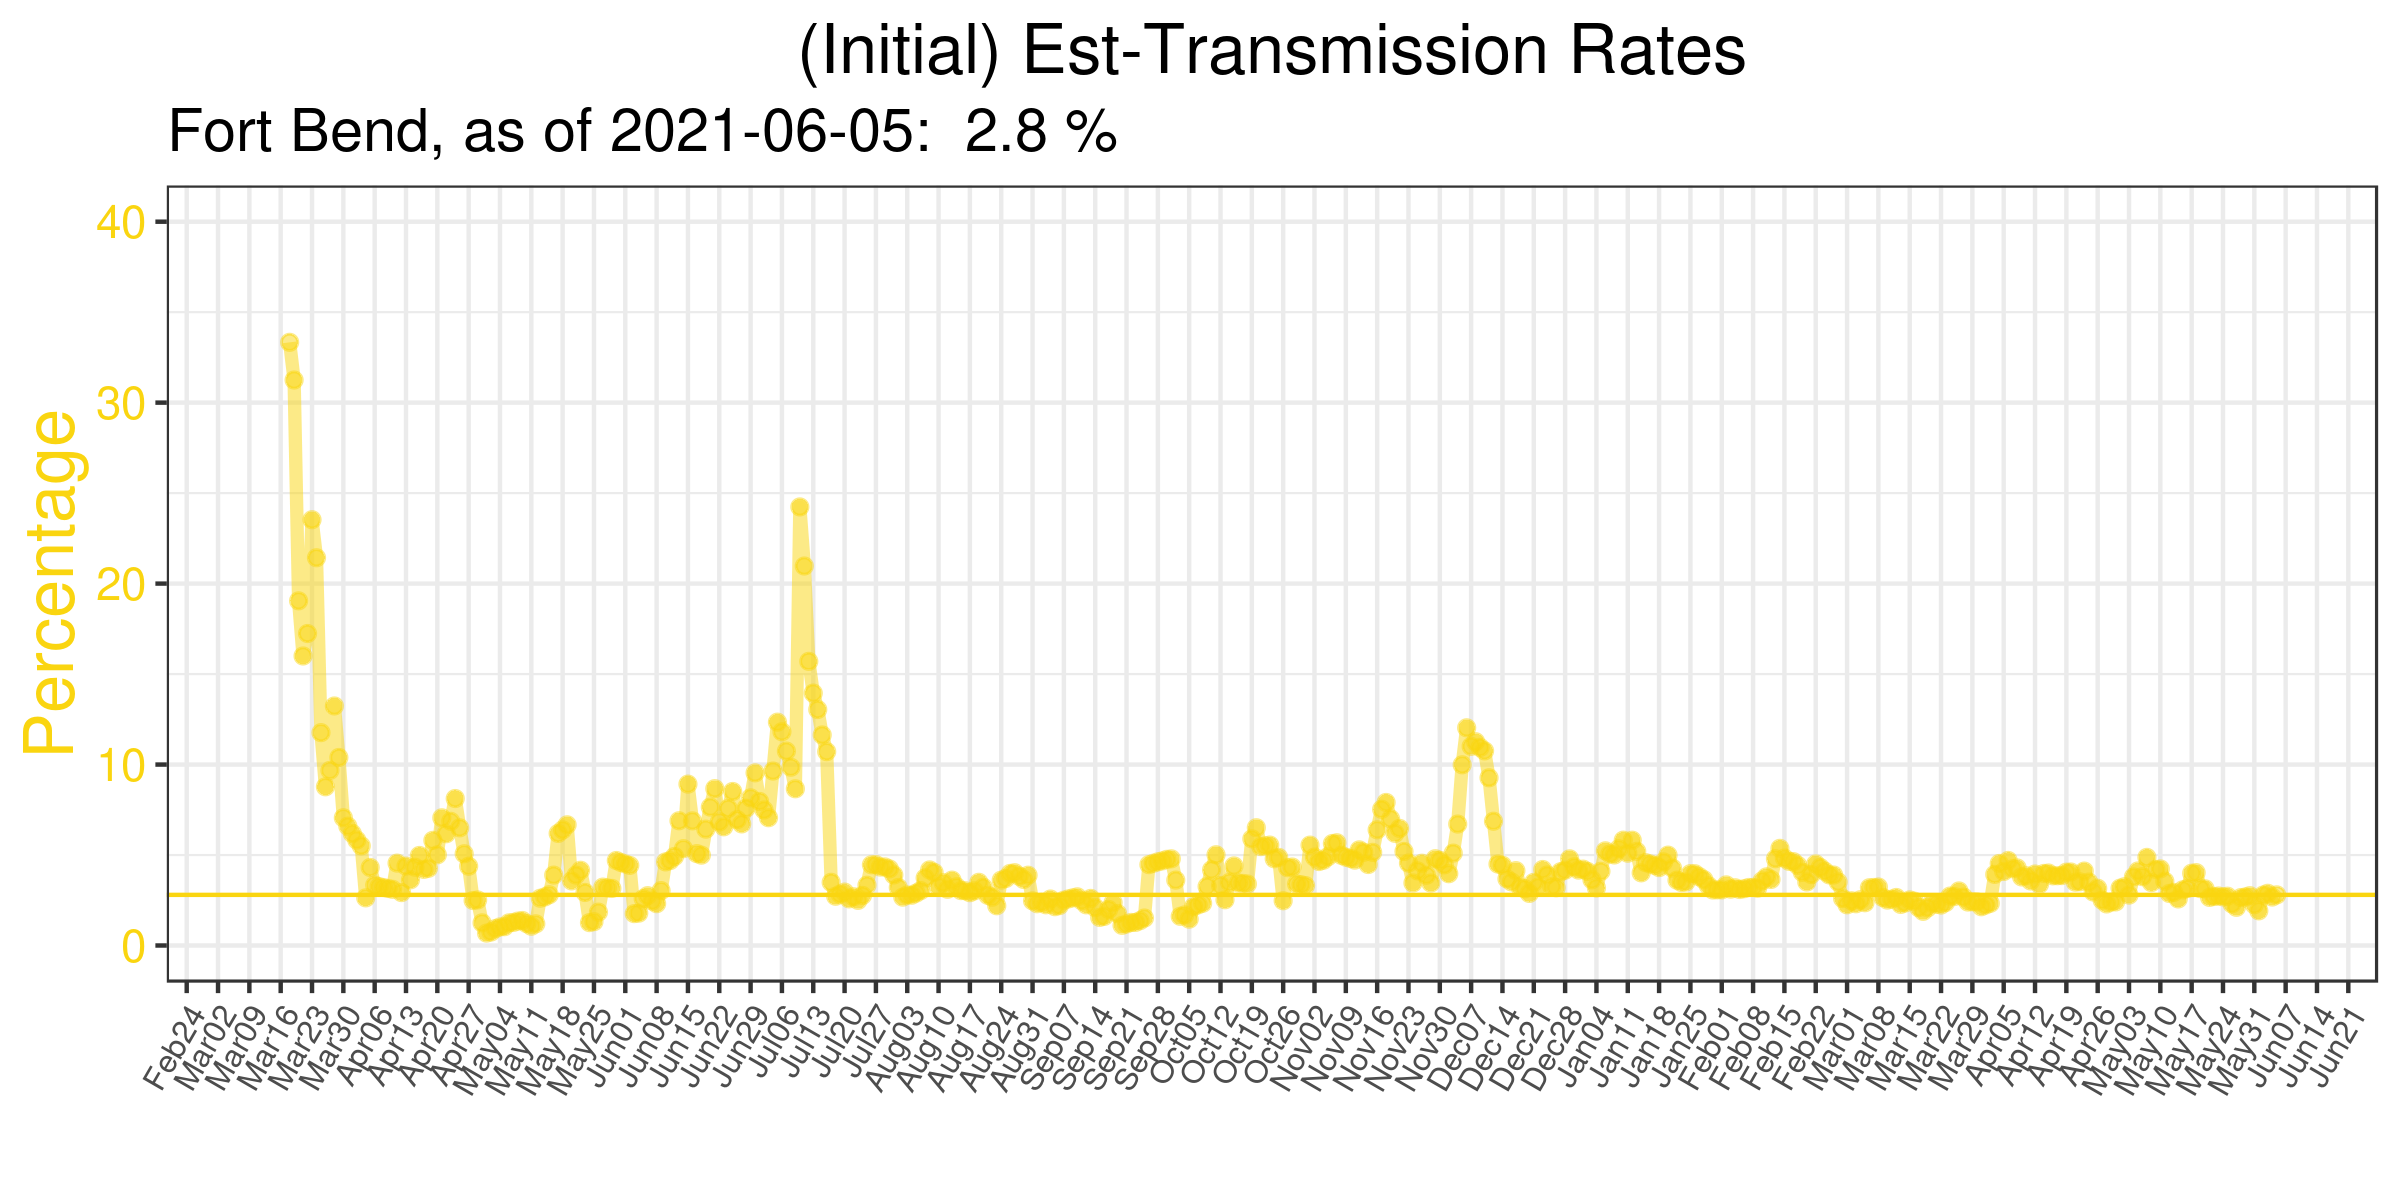 (Initial) Est-Transmission Rates
Fort Bend, as of 2021-06-05:  2.8 %
Percentage
40
30
20
10
0
Feb24
Mar02
Mar09
Mar16
Mar23
Mar30
Apr06
Apr13
Apr20
Apr27
May04
May11
May18
May25
Jun01
Jun08
Jun15
Jun22
Jun29
Jul06
Jul13
Jul20
Jul27
Aug03
Aug10
Aug17
Aug24
Aug31
Sep07
Sep14
Sep21
Sep28
Oct05
Oct12
Oct19
Oct26
Nov02
Nov09
Nov16
Nov23
Nov30
Dec07
Dec14
Dec21
Dec28
Jan04
Jan11
Jan18
Jan25
Feb01
Feb08
Feb15
Feb22
Mar01
Mar08
Mar15
Mar22
Mar29
Apr05
Apr12
Apr19
Apr26
May03
May10
May17
May24
May31
Jun07
Jun14
Jun21